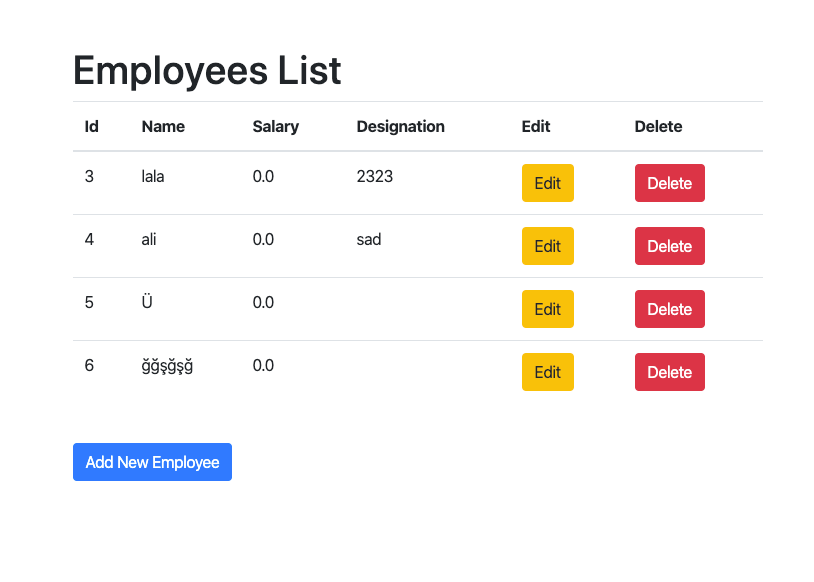 Employees List
Id Name Salary Designation Edit Delete
3 lala 0.0 2323 Edit Delete
4 ali 0.0 sad Edit Delete
5 Ü 0.0 Edit Delete
6 ğğşğşğ 0.0 Edit Delete
Add New Employee